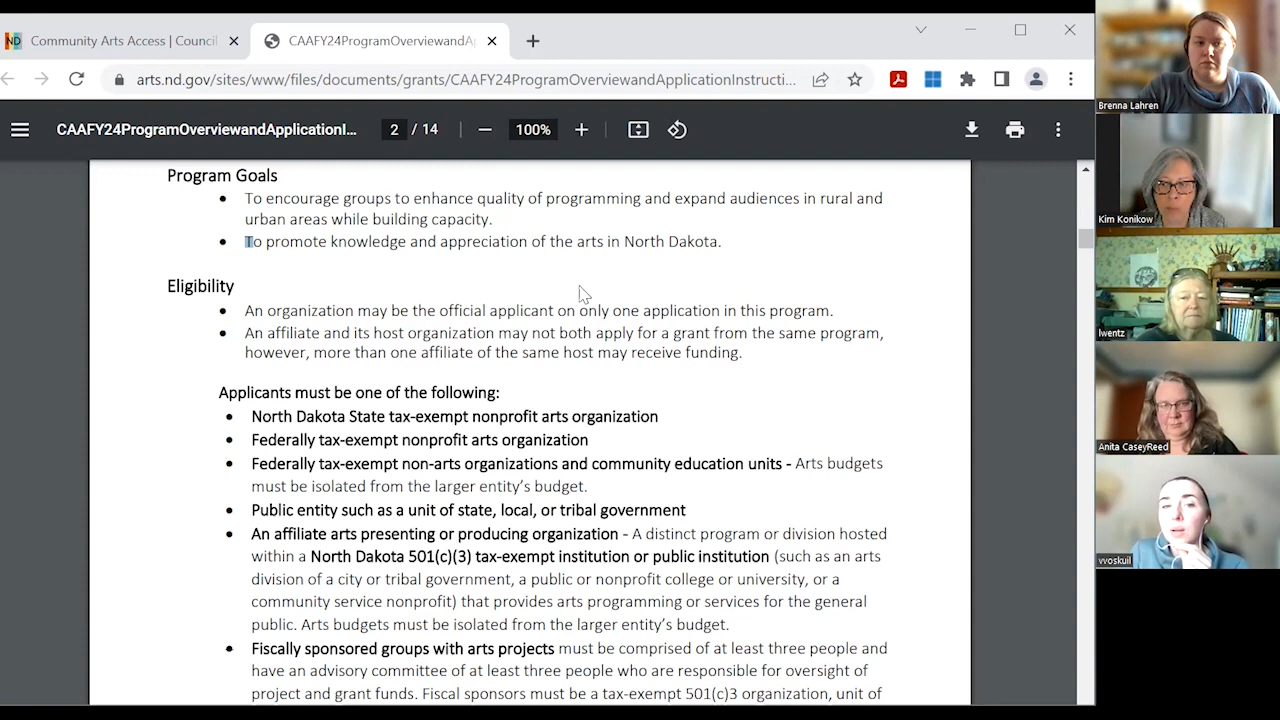 Community Arts Access | Council
CAAFY24ProgramOverviewandA
arts.nd.gov/sites/www/files/documents/grants/CAAFY24ProgramOverviewandApplicationInstructi...
CAAFY24ProgramOverviewandApplicationI...
2 / 14
100%
Program Goals
• To encourage groups to enhance quality of programming and expand audiences in rural and
urban areas while building capacity.
• To promote knowledge and appreciation of the arts in North Dakota.
Eligibility
• An organization may be the official applicant on only one application in this program.
• An affiliate and its host organization may not both apply for a grant from the same program,
however, more than one affiliate of the same host may receive funding.
Applicants must be one of the following:
• North Dakota State tax-exempt nonprofit arts organization
• Federally tax-exempt nonprofit arts organization
• Federally tax-exempt non-arts organizations and community education units - Arts budgets
must be isolated from the larger entity's budget.
• Public entity such as a unit of state, local, or tribal government
• An affiliate arts presenting or producing organization - A distinct program or division hosted
within a North Dakota 501(c)(3) tax-exempt institution or public institution (such as an arts
division of a city or tribal government, a public or nonprofit college or university, or a
community service nonprofit) that provides arts programming or services for the general
public. Arts budgets must be isolated from the larger entity's budget.
• Fiscally sponsored groups with arts projects must be comprised of at least three people and
have an advisory committee of at least three people who are responsible for oversight of
project and grant funds. Fiscal sponsors must be a tax-exempt 501(c)3 organization, unit of
ND
Brenna Lahren
Kim Konikow
lwentz
Anita CaseyReed
vvoskuil